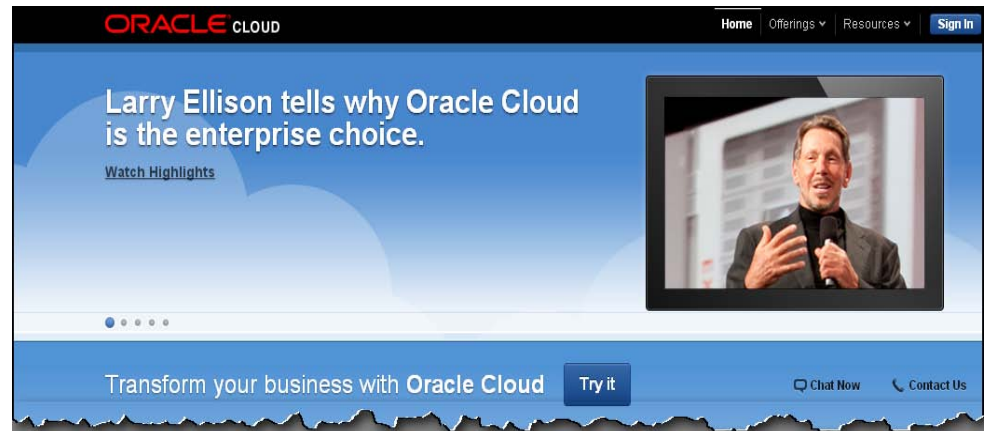 ORACLE CLOUD
Home Offerings Resources Sign In
Larry Ellison tells why Oracle Cloud
is the enterprise choice.
Watch Highlights
Transform your business with Oracle Cloud Try it
Chat Now Contact Us